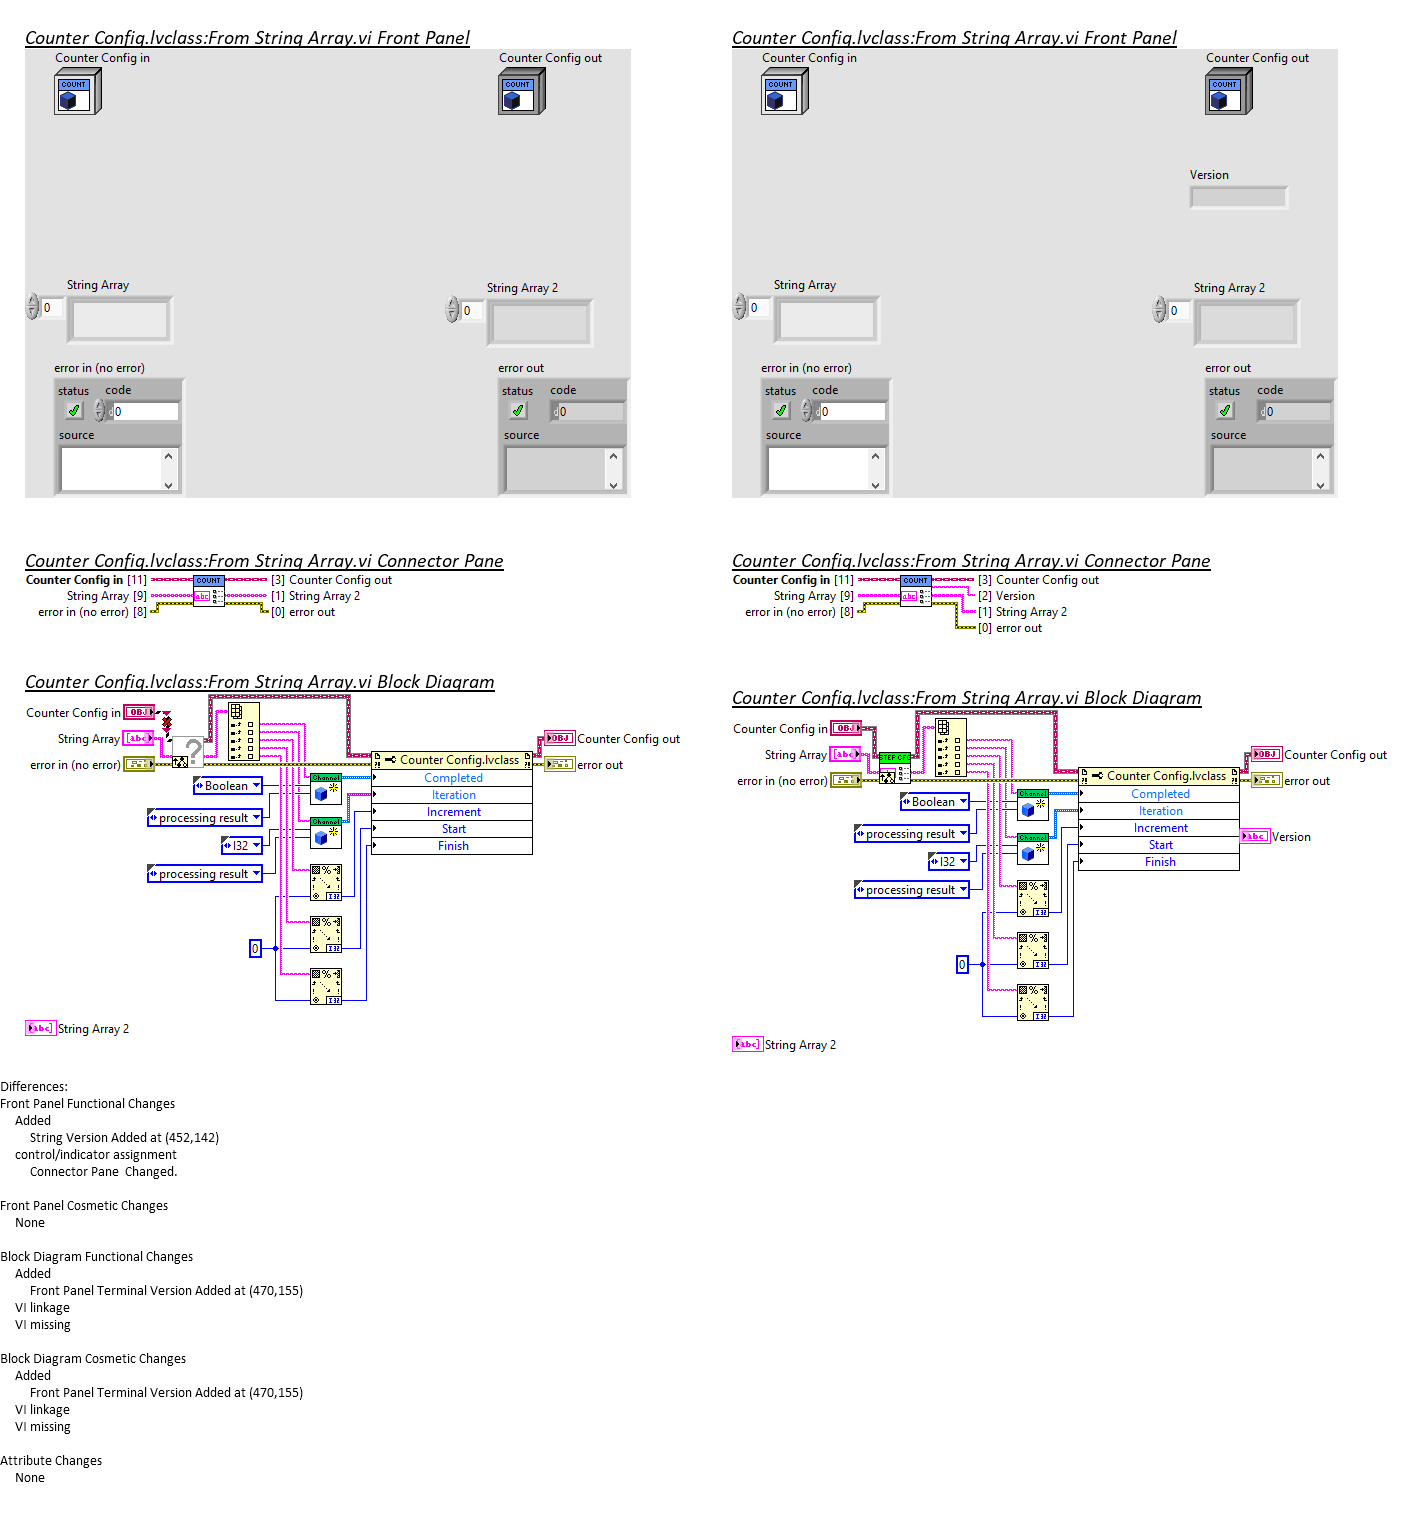 Counter Config.lvclass:From String Array.vi Front Panel
Counter Config in
Counter Config out
COUNT
COUNT
String Array
0
String Array 2
0
error in (no error)
status
code
d0
source
error out
status
code
d0
source
Counter Config.lvclass:From String Array.vi Front Panel
Counter Config in
Counter Config out
COUNT
COUNT
Version
String Array
0
String Array 2
0
error in (no error)
status
code
d0
source
error out
status
code
d0
source
Counter Config.lvclass:From String Array.vi Connector Pane
Counter Config in [11]
String Array [9]
error in (no error) [8]
COUNT
abc
[3] Counter Config out
[1] String Array 2
[0] error out
Counter Config.lvclass:From String Array.vi Connector Pane
Counter Config in [11]
String Array [9]
error in (no error) [8]
COUNT
abc
[3] Counter Config out
[2] Version
[1] String Array 2
[0] error out
Counter Config.lvclass:From String Array.vi Block Diagram
Counter Config in
OBJ
String Array
[abc]
error in (no error)
?
Counter Config.lvclass
Completed
Iteration
Increment
Start
Finish
OBJ
Counter Config out
error out
Boolean
Channel
processing result
Channel
I32
processing result
%
I32
%
I32
%
I32
0
[abc]
String Array 2
Counter Config.lvclass:From String Array.vi Block Diagram
Counter Config in
OBJ
String Array
[abc]
error in (no error)
STEP CFG
Counter Config.lvclass
Completed
Iteration
Increment
Start
Finish
OBJ
Counter Config out
error out
abc
Version
Boolean
Channel
processing result
Channel
I32
processing result
%
I32
%
I32
%
I32
0
[abc]
String Array 2
Differences:
Front Panel Functional Changes
Added
String Version Added at (452,142)
control/indicator assignment
Connector Pane  Changed.
Front Panel Cosmetic Changes
None
Block Diagram Functional Changes
Added
Front Panel Terminal Version Added at (470,155)
VI linkage
VI missing
Block Diagram Cosmetic Changes
Added
Front Panel Terminal Version Added at (470,155)
VI linkage
VI missing
Attribute Changes
None